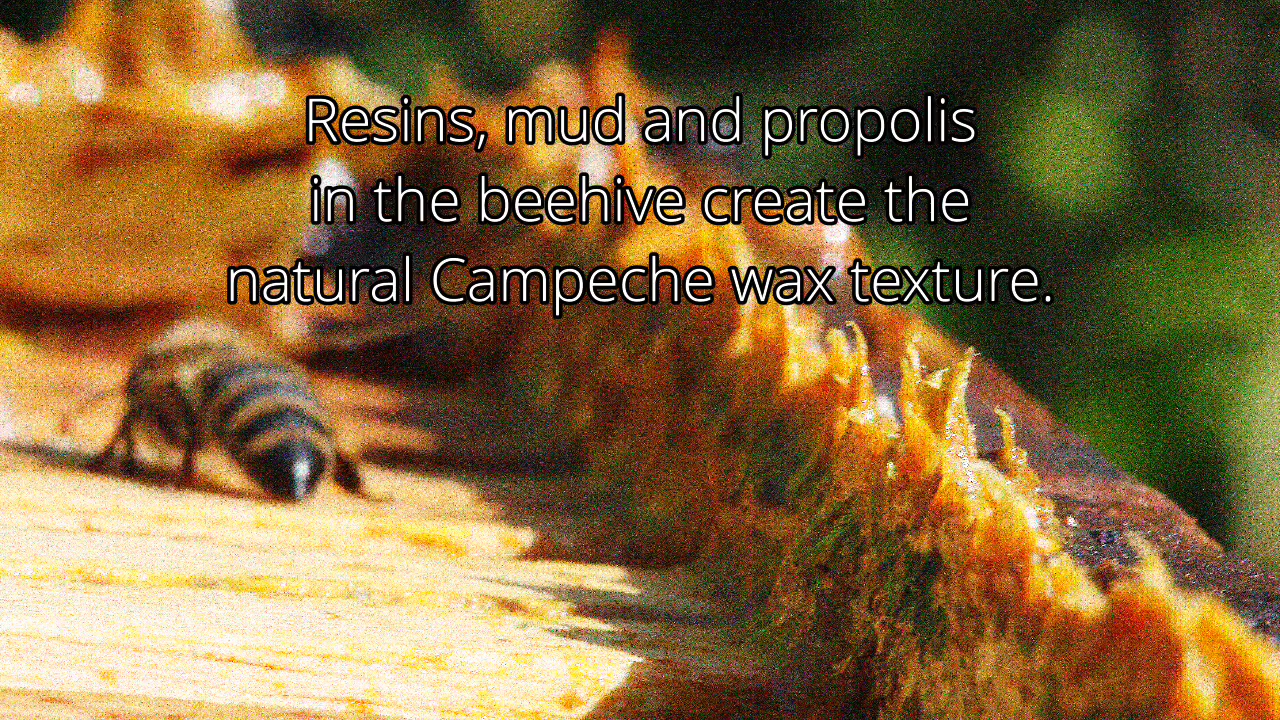 Resins, mud and propolis
in the beehive create the
natural Campeche wax texture.